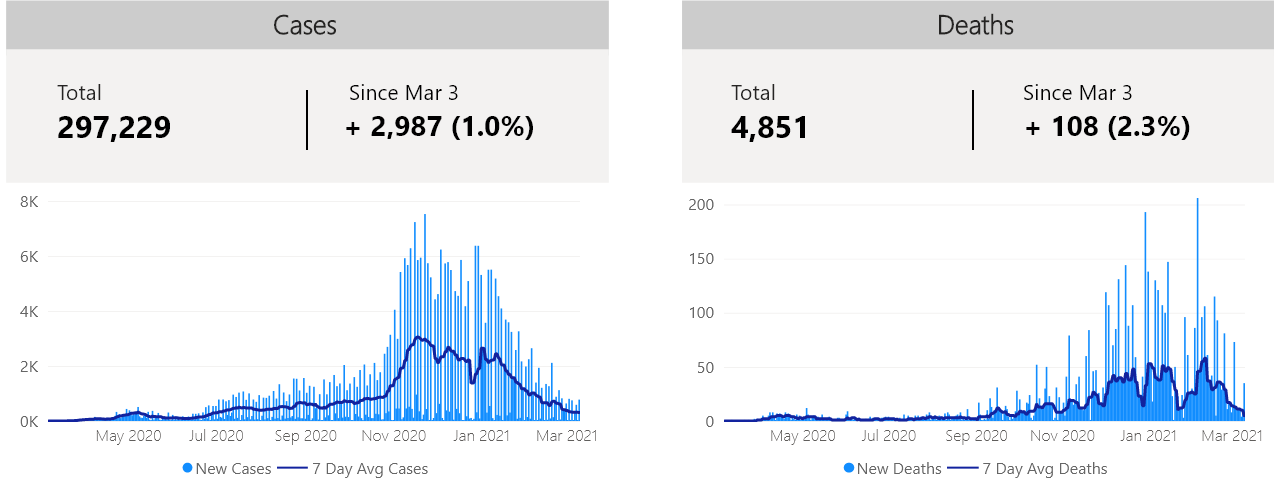 Cases
Total
297,229
Since Mar 3
+ 2,987 (1.0%)
8K
6K
4K
2K
0K
May 2020 Jul 2020 Sep 2020 Nov 2020 Jan 2021 Mar 2021
New Cases 7 Day Avg Cases
Deaths
Total
4,851
Since Mar 3
+ 108 (2.3%)
200
150
100
50
0
May 2020 Jul 2020 Sep 2020 Nov 2020 Jan 2021 Mar 2021
New Deaths 7 Day Avg Deaths